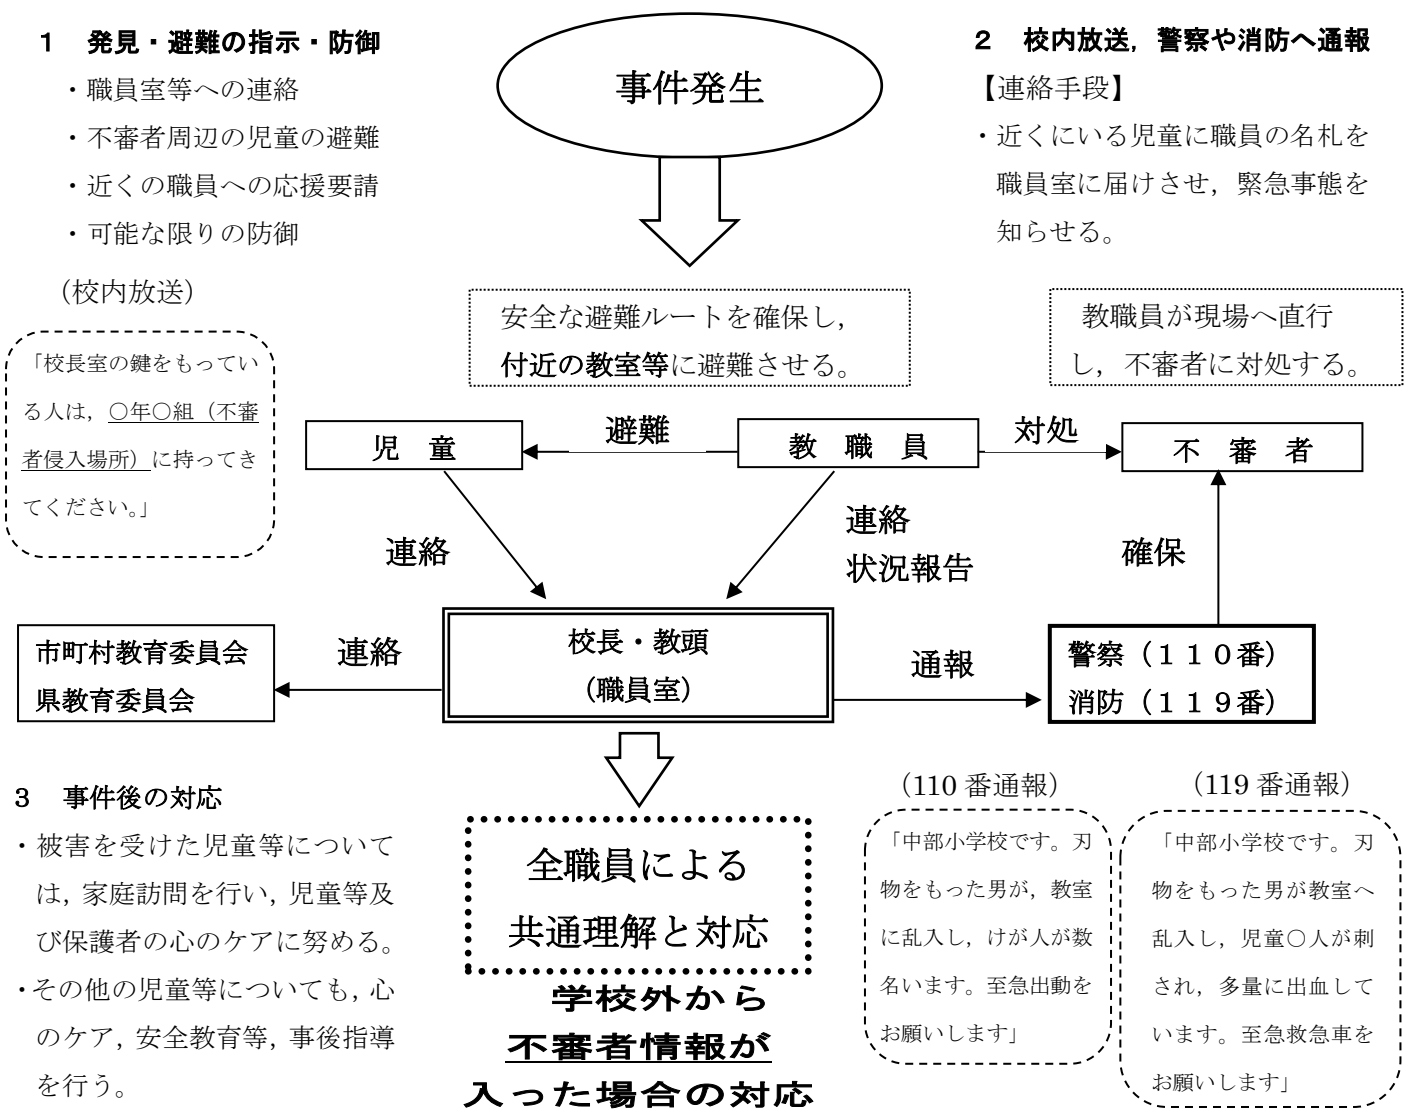 １　発見・避難の指示・防御
・職員室等への連絡
・不審者周辺の児童の避難
・近くの職員への応援要請
・可能な限りの防御
（校内放送）
「校長室の鍵をもってい
る人は，〇年〇組（不審
者侵入場所）に持ってき
てください。」
事件発生
２　校内放送，警察や消防へ通報
【連絡手段】
・近くにいる児童に職員の名札を
職員室に届けさせ，緊急事態を
知らせる。
安全な避難ルートを確保し，
付近の教室等に避難させる。
教職員が現場へ直行
し，不審者に対処する。
児　童
避難
教　職　員
対処
不　審　者
連絡
連絡
状況報告
確保
市町村教育委員会
県教育委員会
連絡
校長・教頭
（職員室）
通報
警察（１１０番）
消防（１１９番）
３　事件後の対応
・被害を受けた児童等について
は，家庭訪問を行い，児童等及
び保護者の心のケアに努める。
・その他の児童等についても，心
のケア，安全教育等，事後指導
を行う。
全職員による
共通理解と対応
学校外から
不審者情報が
入った場合の対応
（110 番通報）
「中部小学校です。刃
物をもった男が，教室
に乱入し，けが人が数
名います。至急出動を
お願いします」
（119 番通報）
「中部小学校です。刃
物をもった男が教室へ
乱入し，児童〇人が刺
され，多量に出血して
います。至急救急車を
お願いします」